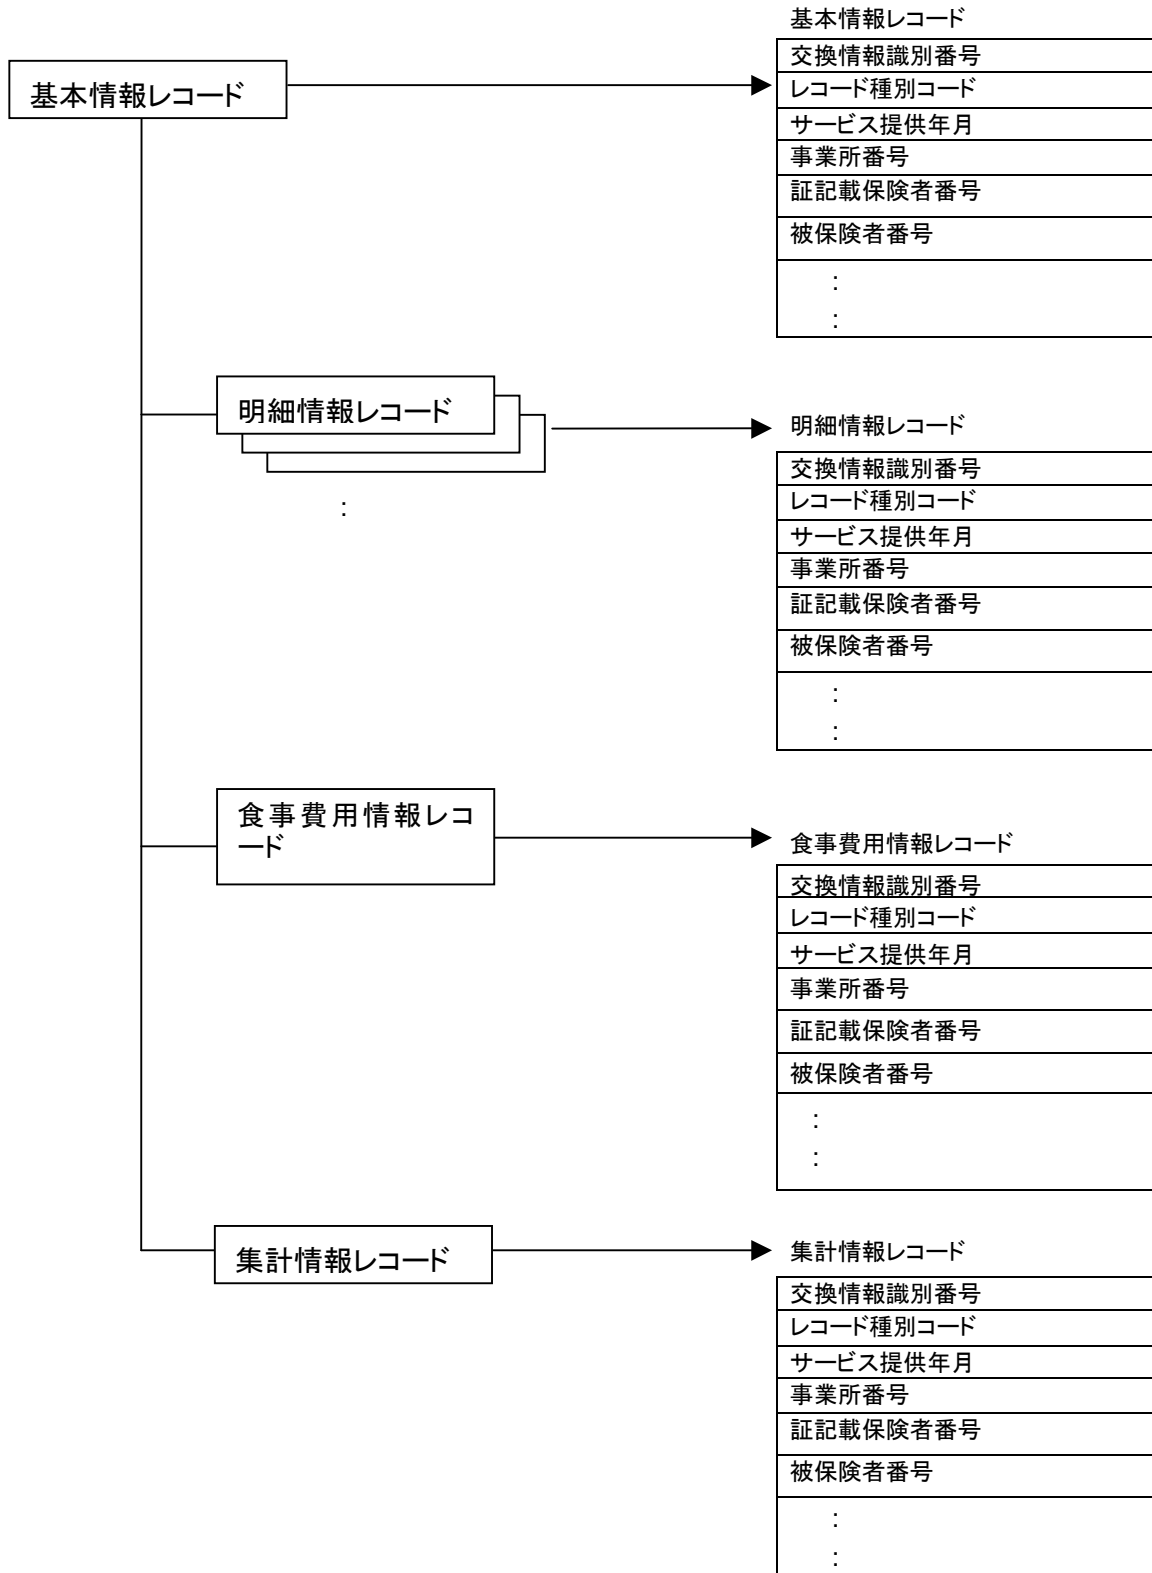 基本情報レコード
基本情報レコード
交換情報識別番号
レコード種別コード
サービス提供年月
事業所番号
証記載保険者番号
被保険者番号
:
:
明細情報レコード
:
明細情報レコード
交換情報識別番号
レコード種別コード
サービス提供年月
事業所番号
証記載保険者番号
被保険者番号
:
:
食事費用情報レコ
ード
食事費用情報レコード
交換情報識別番号
レコード種別コード
サービス提供年月
事業所番号
証記載保険者番号
被保険者番号
:
:
集計情報レコード
集計情報レコード
交換情報識別番号
レコード種別コード
サービス提供年月
事業所番号
証記載保険者番号
被保険者番号
:
: